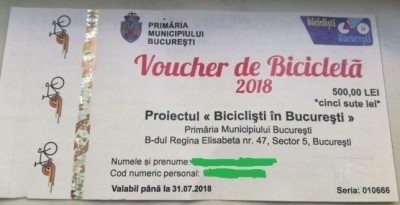 PRIMĂRIA
MUNICIPIULUI
BUCUREȘTI
bicicliști
București
Voucher de Bicicletă
2018
500,00 LEI
*cinci sute lei*
Proiectul « Bicicliști în București »
Primăria Municipiului București
B-dul Regina Elisabeta nr. 47, Sector 5, București
Numele și prenume:
Cod numeric personal:
Valabil până la 31.07.2018
Seria: 010666